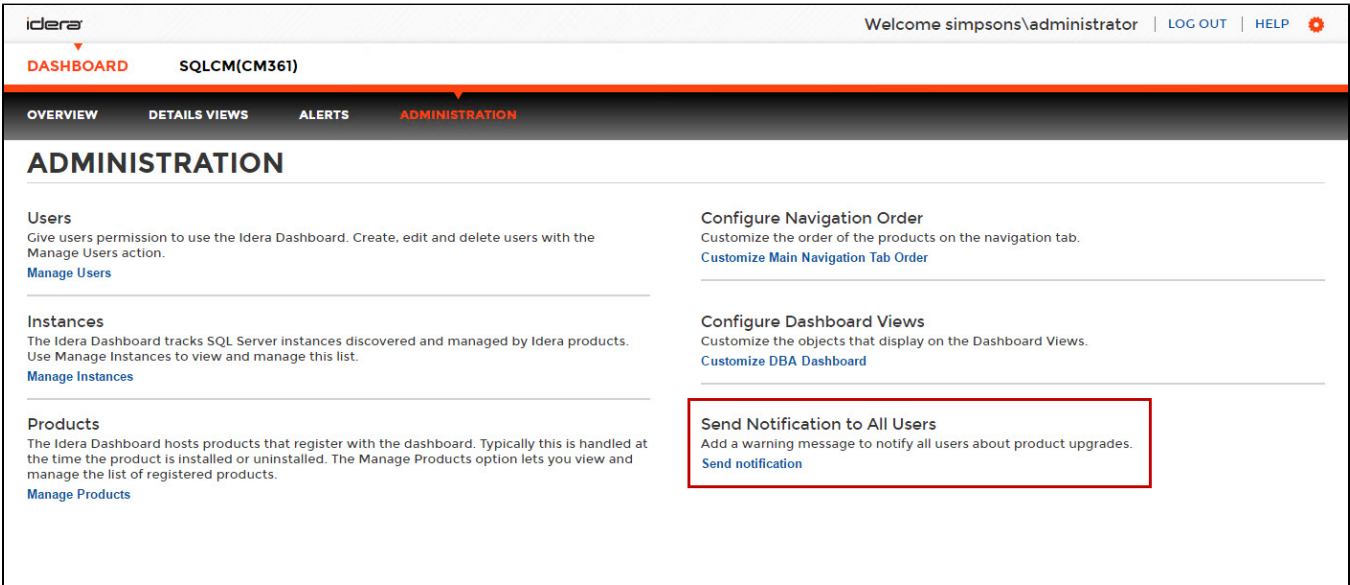 idera
Welcome simpsons\administrator | LOG OUT | HELP
DASHBOARD SQLCM(CM361)
OVERVIEW DETAILS VIEWS ALERTS ADMINISTRATION
ADMINISTRATION
Users
Give users permission to use the Idera Dashboard. Create, edit and delete users with the
Manage Users action.
Manage Users
Instances
The Idera Dashboard tracks SQL Server instances discovered and managed by Idera products.
Use Manage Instances to view and manage this list.
Manage Instances
Products
The Idera Dashboard hosts products that register with the dashboard. Typically this is handled at
the time the product is installed or uninstalled. The Manage Products option lets you view and
manage the list of registered products.
Manage Products
Configure Navigation Order
Customize the order of the products on the navigation tab.
Customize Main Navigation Tab Order
Configure Dashboard Views
Customize the objects that display on the Dashboard Views.
Customize DBA Dashboard
Send Notification to All Users
Add a warning message to notify all users about product upgrades.
Send notification